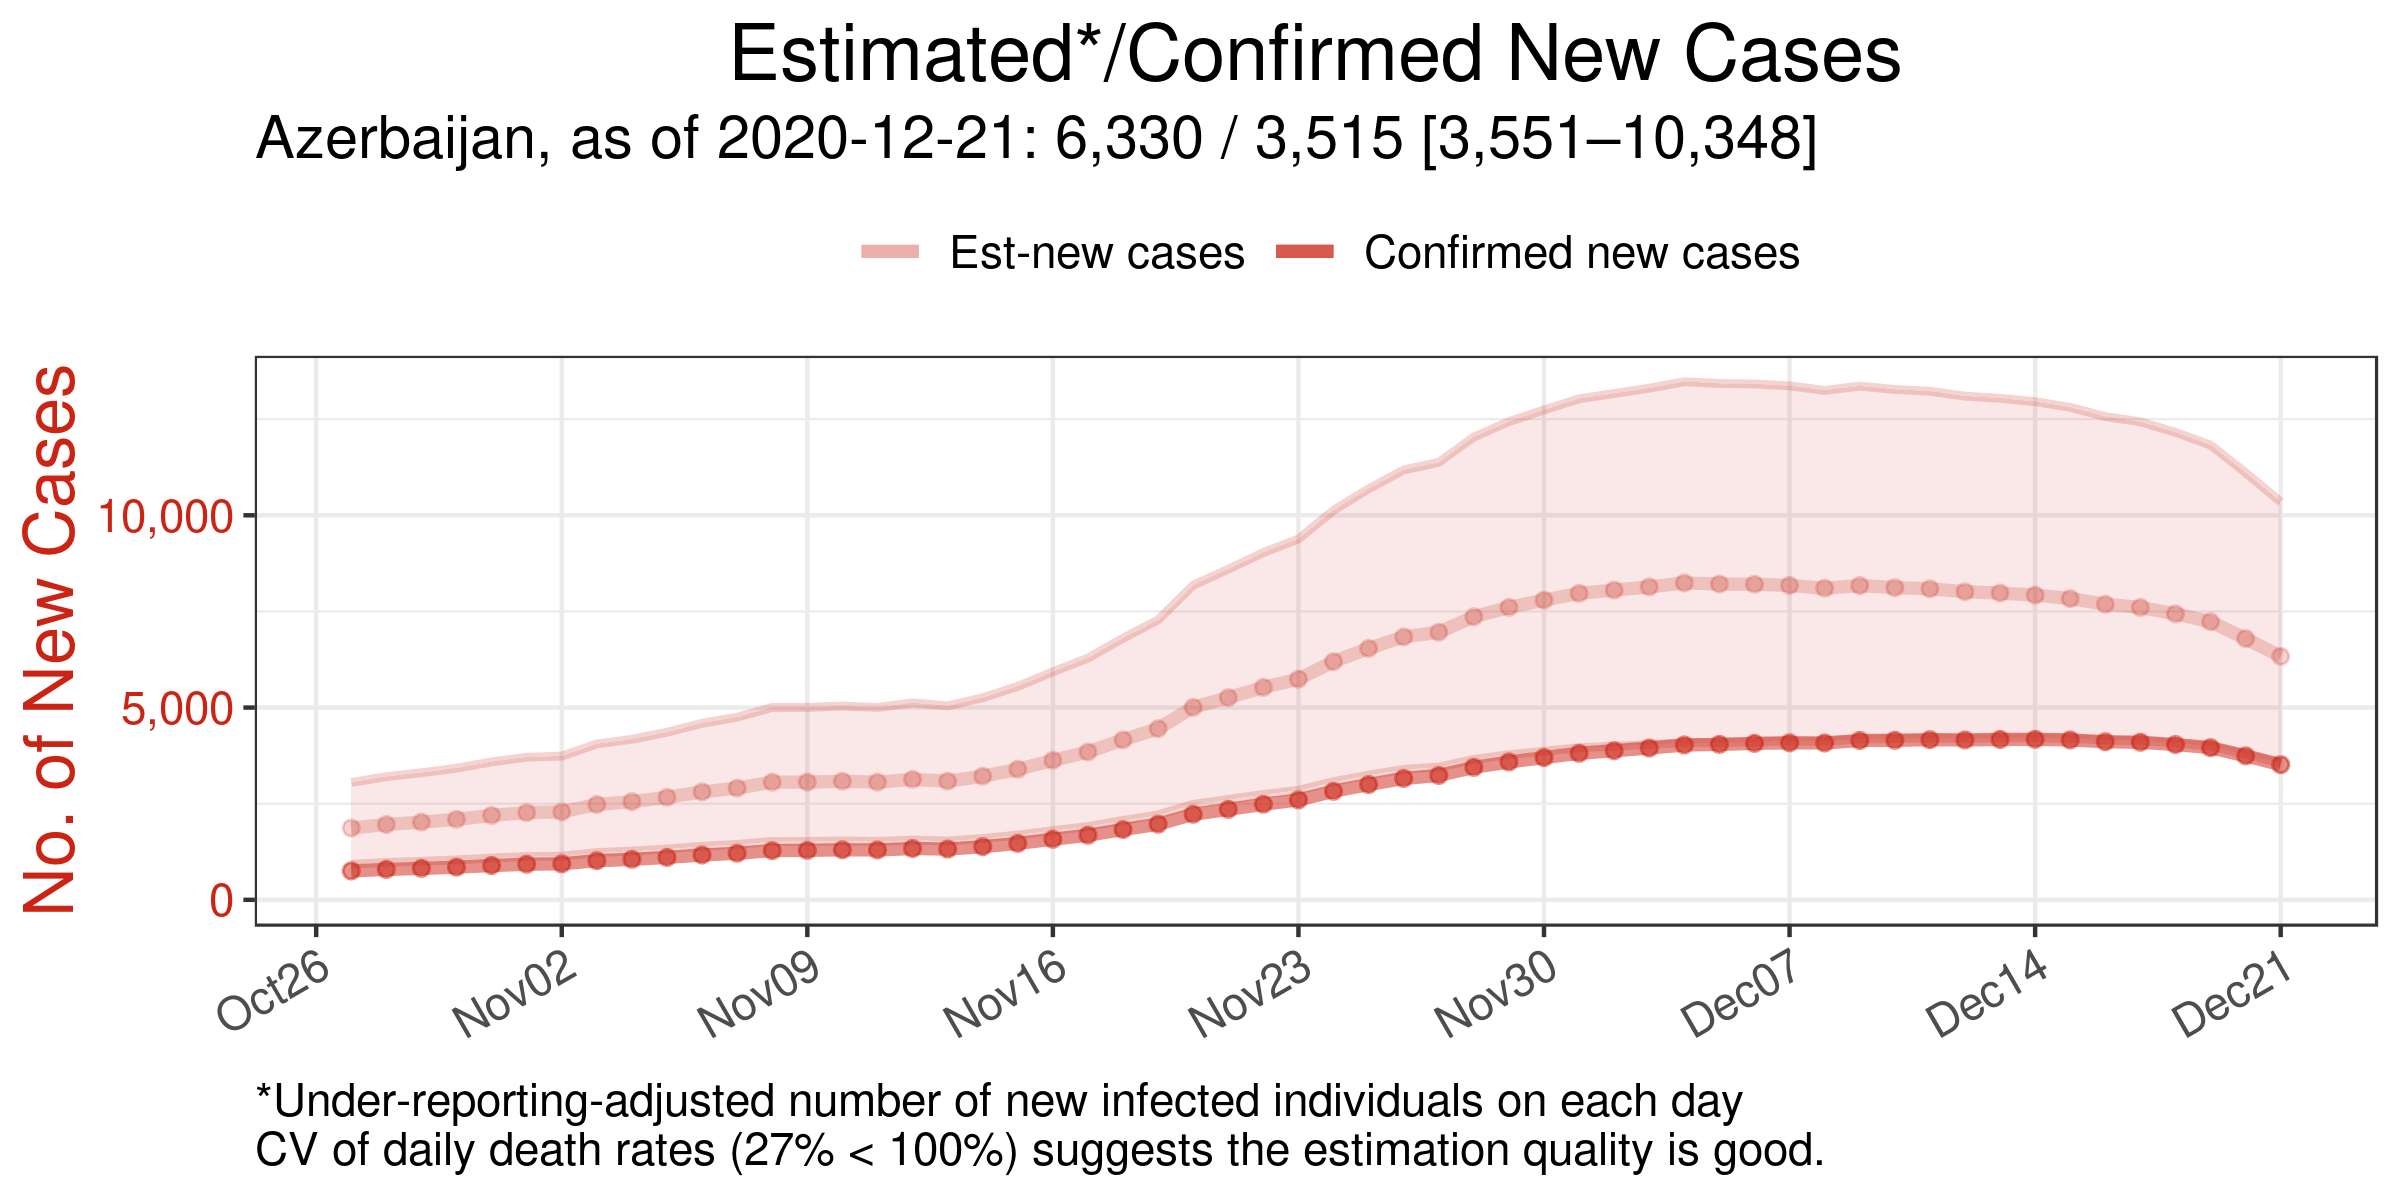 Estimated*/Confirmed New Cases
Azerbaijan, as of 2020-12-21: 6,330 / 3,515 [3,551–10,348]
Est-new cases
Confirmed new cases
No. of New Cases
10,000
5,000
0
Oct26
Nov02
Nov09
Nov16
Nov23
Nov30
Dec07
Dec14
Dec21
*Under-reporting-adjusted number of new infected individuals on each day
CV of daily death rates (27% < 100%) suggests the estimation quality is good.